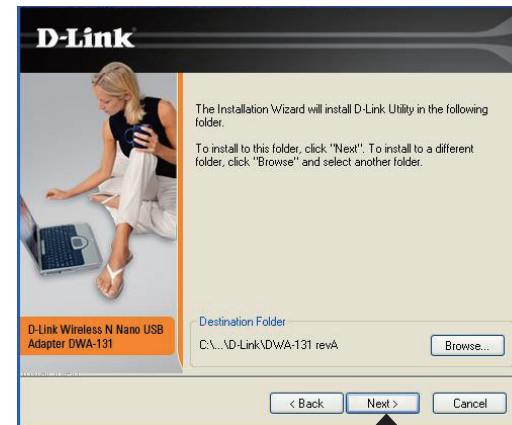 D-Link
The Installation Wizard will install D-Link Utility in the following
folder.
To install to this folder, click "Next". To install to a different
folder, click "Browse" and select another folder.
D-Link Wireless N Nano USB
Adapter DWA-131
Destination Folder
C:\...\D-Link\DWA-131 revA
Browse...
< Back
Next >
Cancel